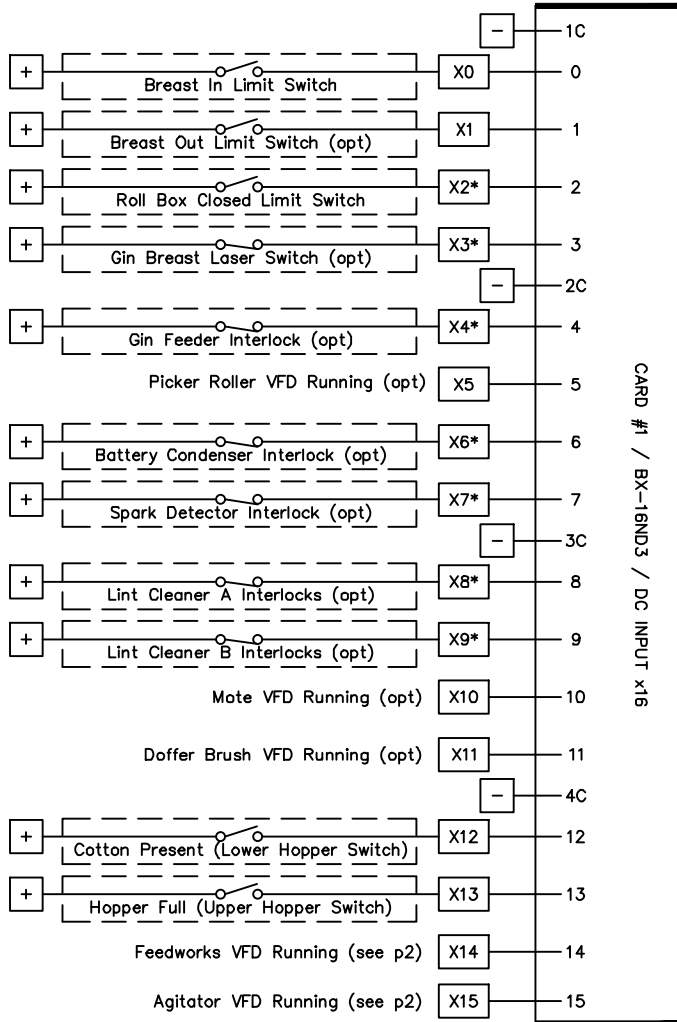 − 1C
+ Breast In Limit Switch X0 0
+ Breast Out Limit Switch (opt) X1 1
+ Roll Box Closed Limit Switch X2* 2
+ Gin Breast Laser Switch (opt) X3* 3
− 2C
+ Gin Feeder Interlock (opt) X4* 4
Picker Roller VFD Running (opt) X5 5
+ Battery Condenser Interlock (opt) X6* 6
+ Spark Detector Interlock (opt) X7* 7
− 3C
+ Lint Cleaner A Interlocks (opt) X8* 8
+ Lint Cleaner B Interlocks (opt) X9* 9
Mote VFD Running (opt) X10 10
Doffer Brush VFD Running (opt) X11 11
− 4C
+ Cotton Present (Lower Hopper Switch) X12 12
+ Hopper Full (Upper Hopper Switch) X13 13
Feedworks VFD Running (see p2) X14 14
Agitator VFD Running (see p2) X15 15
CARD #1 / BX-16ND3 / DC INPUT x16